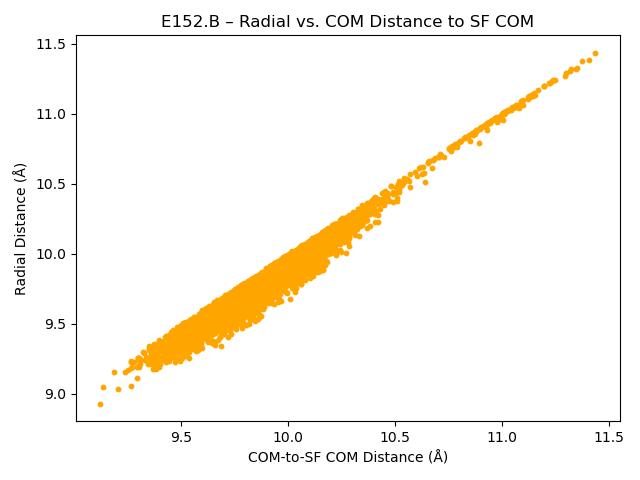 E152.B – Radial vs. COM Distance to SF COM
11.5
11.0
10.5
10.0
9.5
9.0
Radial Distance (Å)
9.5 10.0 10.5 11.0 11.5
COM-to-SF COM Distance (Å)